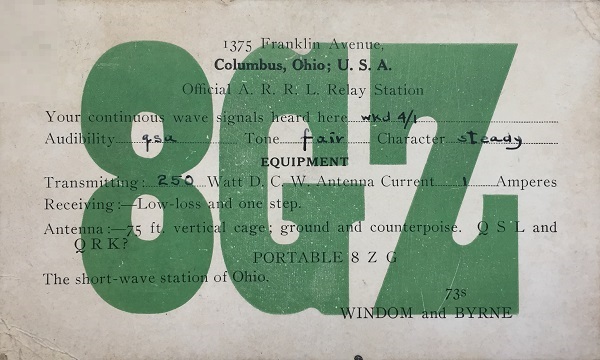 8GZ
1375 Franklin Avenue,
Columbus, Ohio; U. S. A.
Official A. R. R. L. Relay Station
Your continuous wave signals heard here wkd 4/1
Audibility qsa Tone fair Character steady
EQUIPMENT
Transmitting: 250 Watt D. C. W. Antenna Current 1 Amperes
Receiving:—Low-loss and one step.
Antenna:—75 ft. vertical cage; ground and counterpoise. Q S L and
Q R K?
PORTABLE 8 Z G
The short-wave station of Ohio.
73s
WINDOM and BYRNE